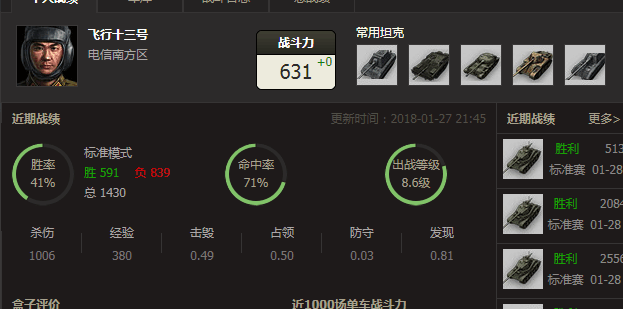 飞行十三号
电信南方区
战斗力
631 +0
常用坦克
近期战绩
更新时间：2018-01-27 21:45
胜率
41%
标准模式
胜 591 负 839
总 1430
命中率
71%
出战等级
8.6级
杀伤 经验 击毁 占领 防守 发现
1006 380 0.49 0.50 0.03 0.81
盒子评价
近1000场单车战斗力
近期战绩 更多>
胜利 513
标准赛 01-28
胜利 2084
标准赛 01-28
胜利 2556
标准赛 01-28